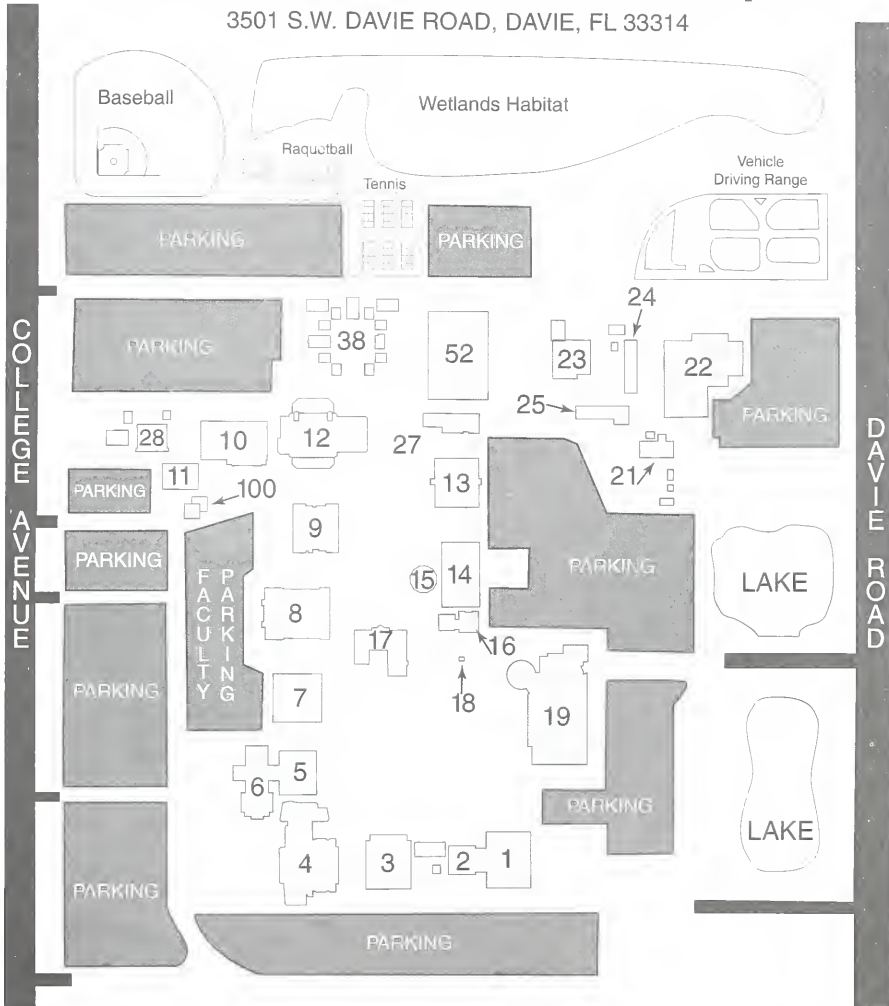 3501 S.W. DAVIE ROAD, DAVIE, FL 33314
Baseball
Wetlands Habitat
Raquetball
Tennis
Vehicle
Driving Range
PARKING
PARKING
24
38
52
23
22
PARKING
25
PARKING
28
10
12
27
21
11
100
13
PARKING
9
PARKING
15
14
PARKING
LAKE
FACULTY
PARKING
8
17
16
18
7
PARKING
19
5
6
PARKING
LAKE
4
3
2
1
PARKING
PARKING
COLLEGE AVENUE
DAVIE ROAD